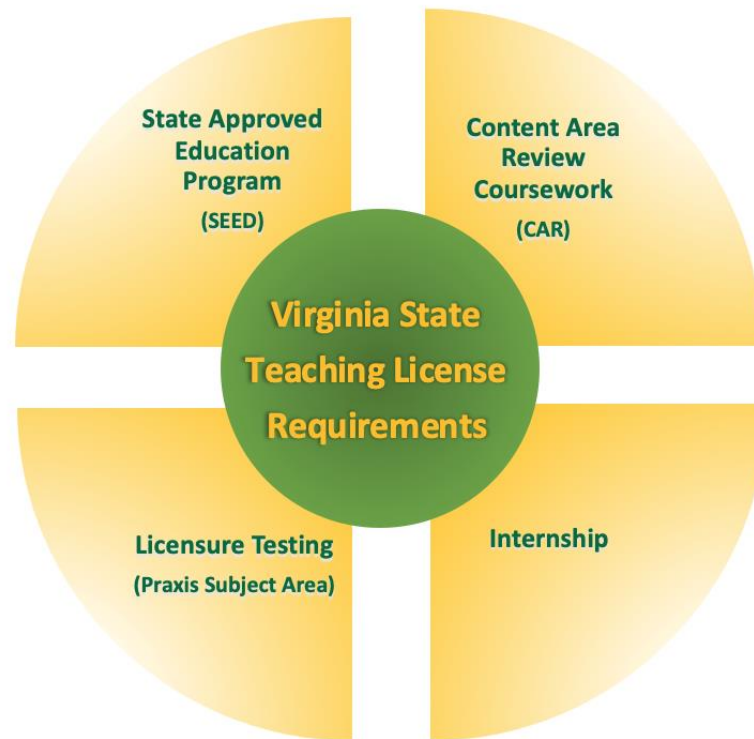 State Approved
Education
Program
(SEED)
Content Area
Review
Coursework
(CAR)
Virginia State
Teaching License
Requirements
Licensure Testing
(Praxis Subject Area)
Internship